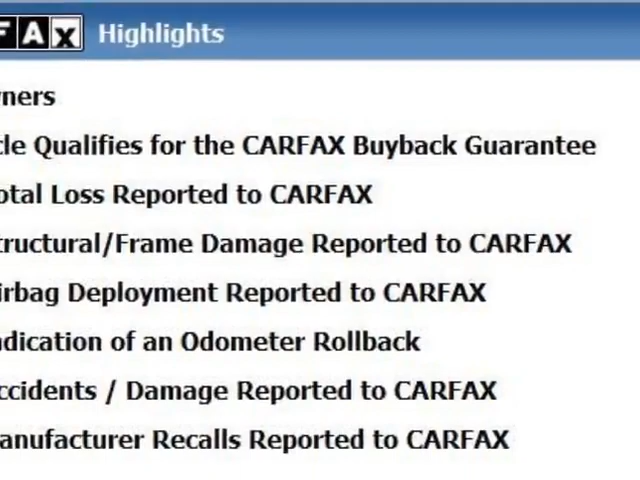 FAX Highlights
ners
cle Qualifies for the CARFAX Buyback Guarantee
otal Loss Reported to CARFAX
tructural/Frame Damage Reported to CARFAX
irbag Deployment Reported to CARFAX
dication of an Odometer Rollback
ccidents / Damage Reported to CARFAX
anufacturer Recalls Reported to CARFAX